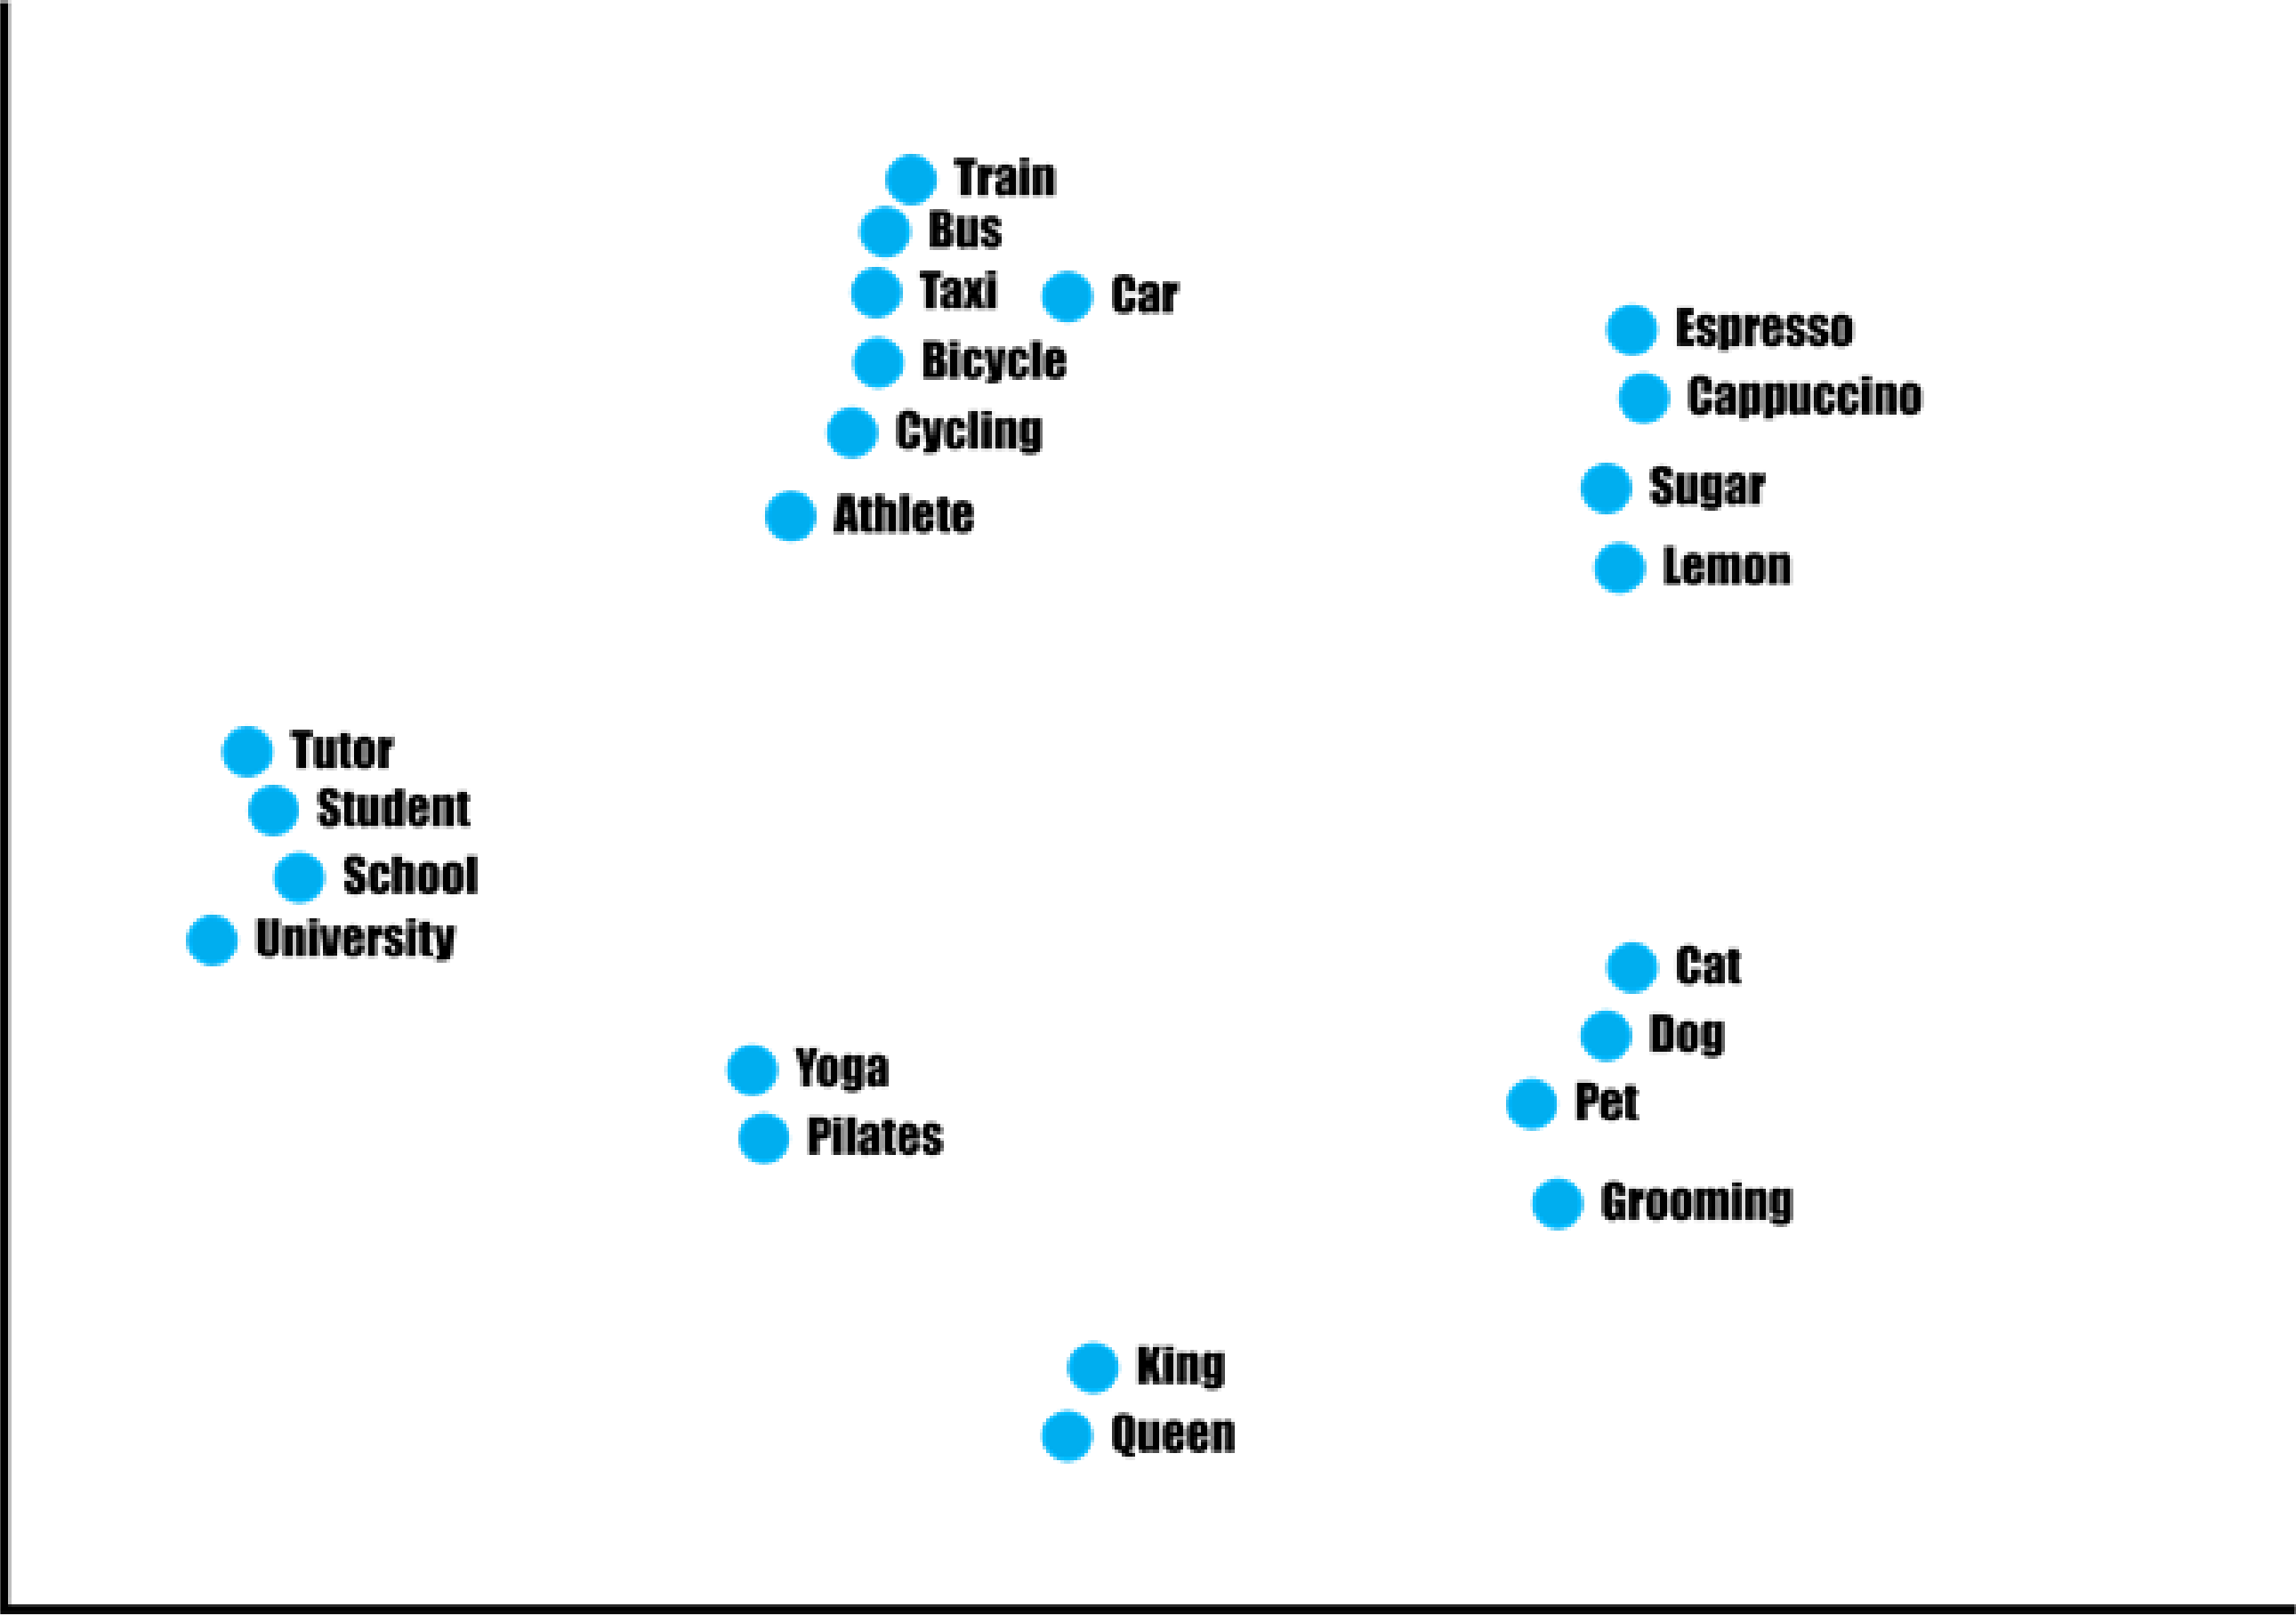 Train
Bus
Taxi
Car
Bicycle
Cycling
Athlete
Espresso
Cappuccino
Sugar
Lemon
Tutor
Student
School
University
Yoga
Pilates
Cat
Dog
Pet
Grooming
King
Queen